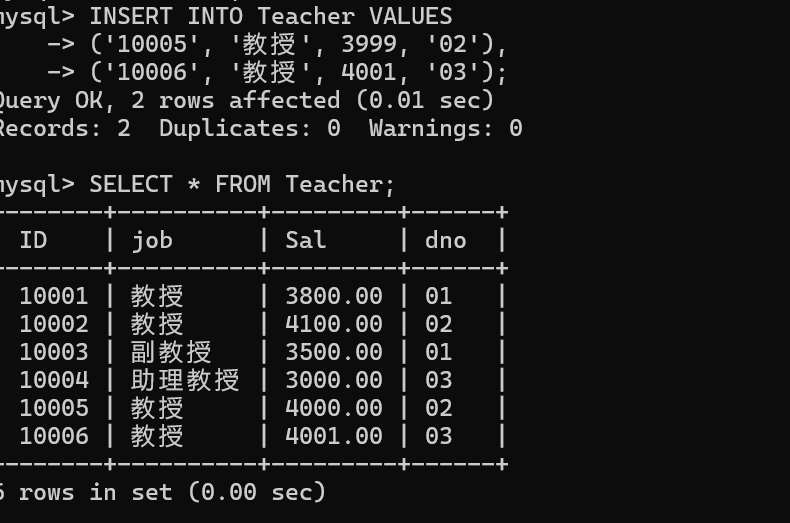 mysql> INSERT INTO Teacher VALUES
    -> ('10005', '教授', 3999, '02'),
    -> ('10006', '教授', 4001, '03');
Query OK, 2 rows affected (0.01 sec)
Records: 2  Duplicates: 0  Warnings: 0
mysql> SELECT * FROM Teacher;
-------+----------+---------+------+
ID    | job      | Sal     | dno  |
-------+----------+---------+------+
10001 | 教授     | 3800.00 | 01   |
10002 | 教授     | 4100.00 | 02   |
10003 | 副教授   | 3500.00 | 01   |
10004 | 助理教授 | 3000.00 | 03   |
10005 | 教授     | 4000.00 | 02   |
10006 | 教授     | 4001.00 | 03   |
-------+----------+---------+------+
6 rows in set (0.00 sec)